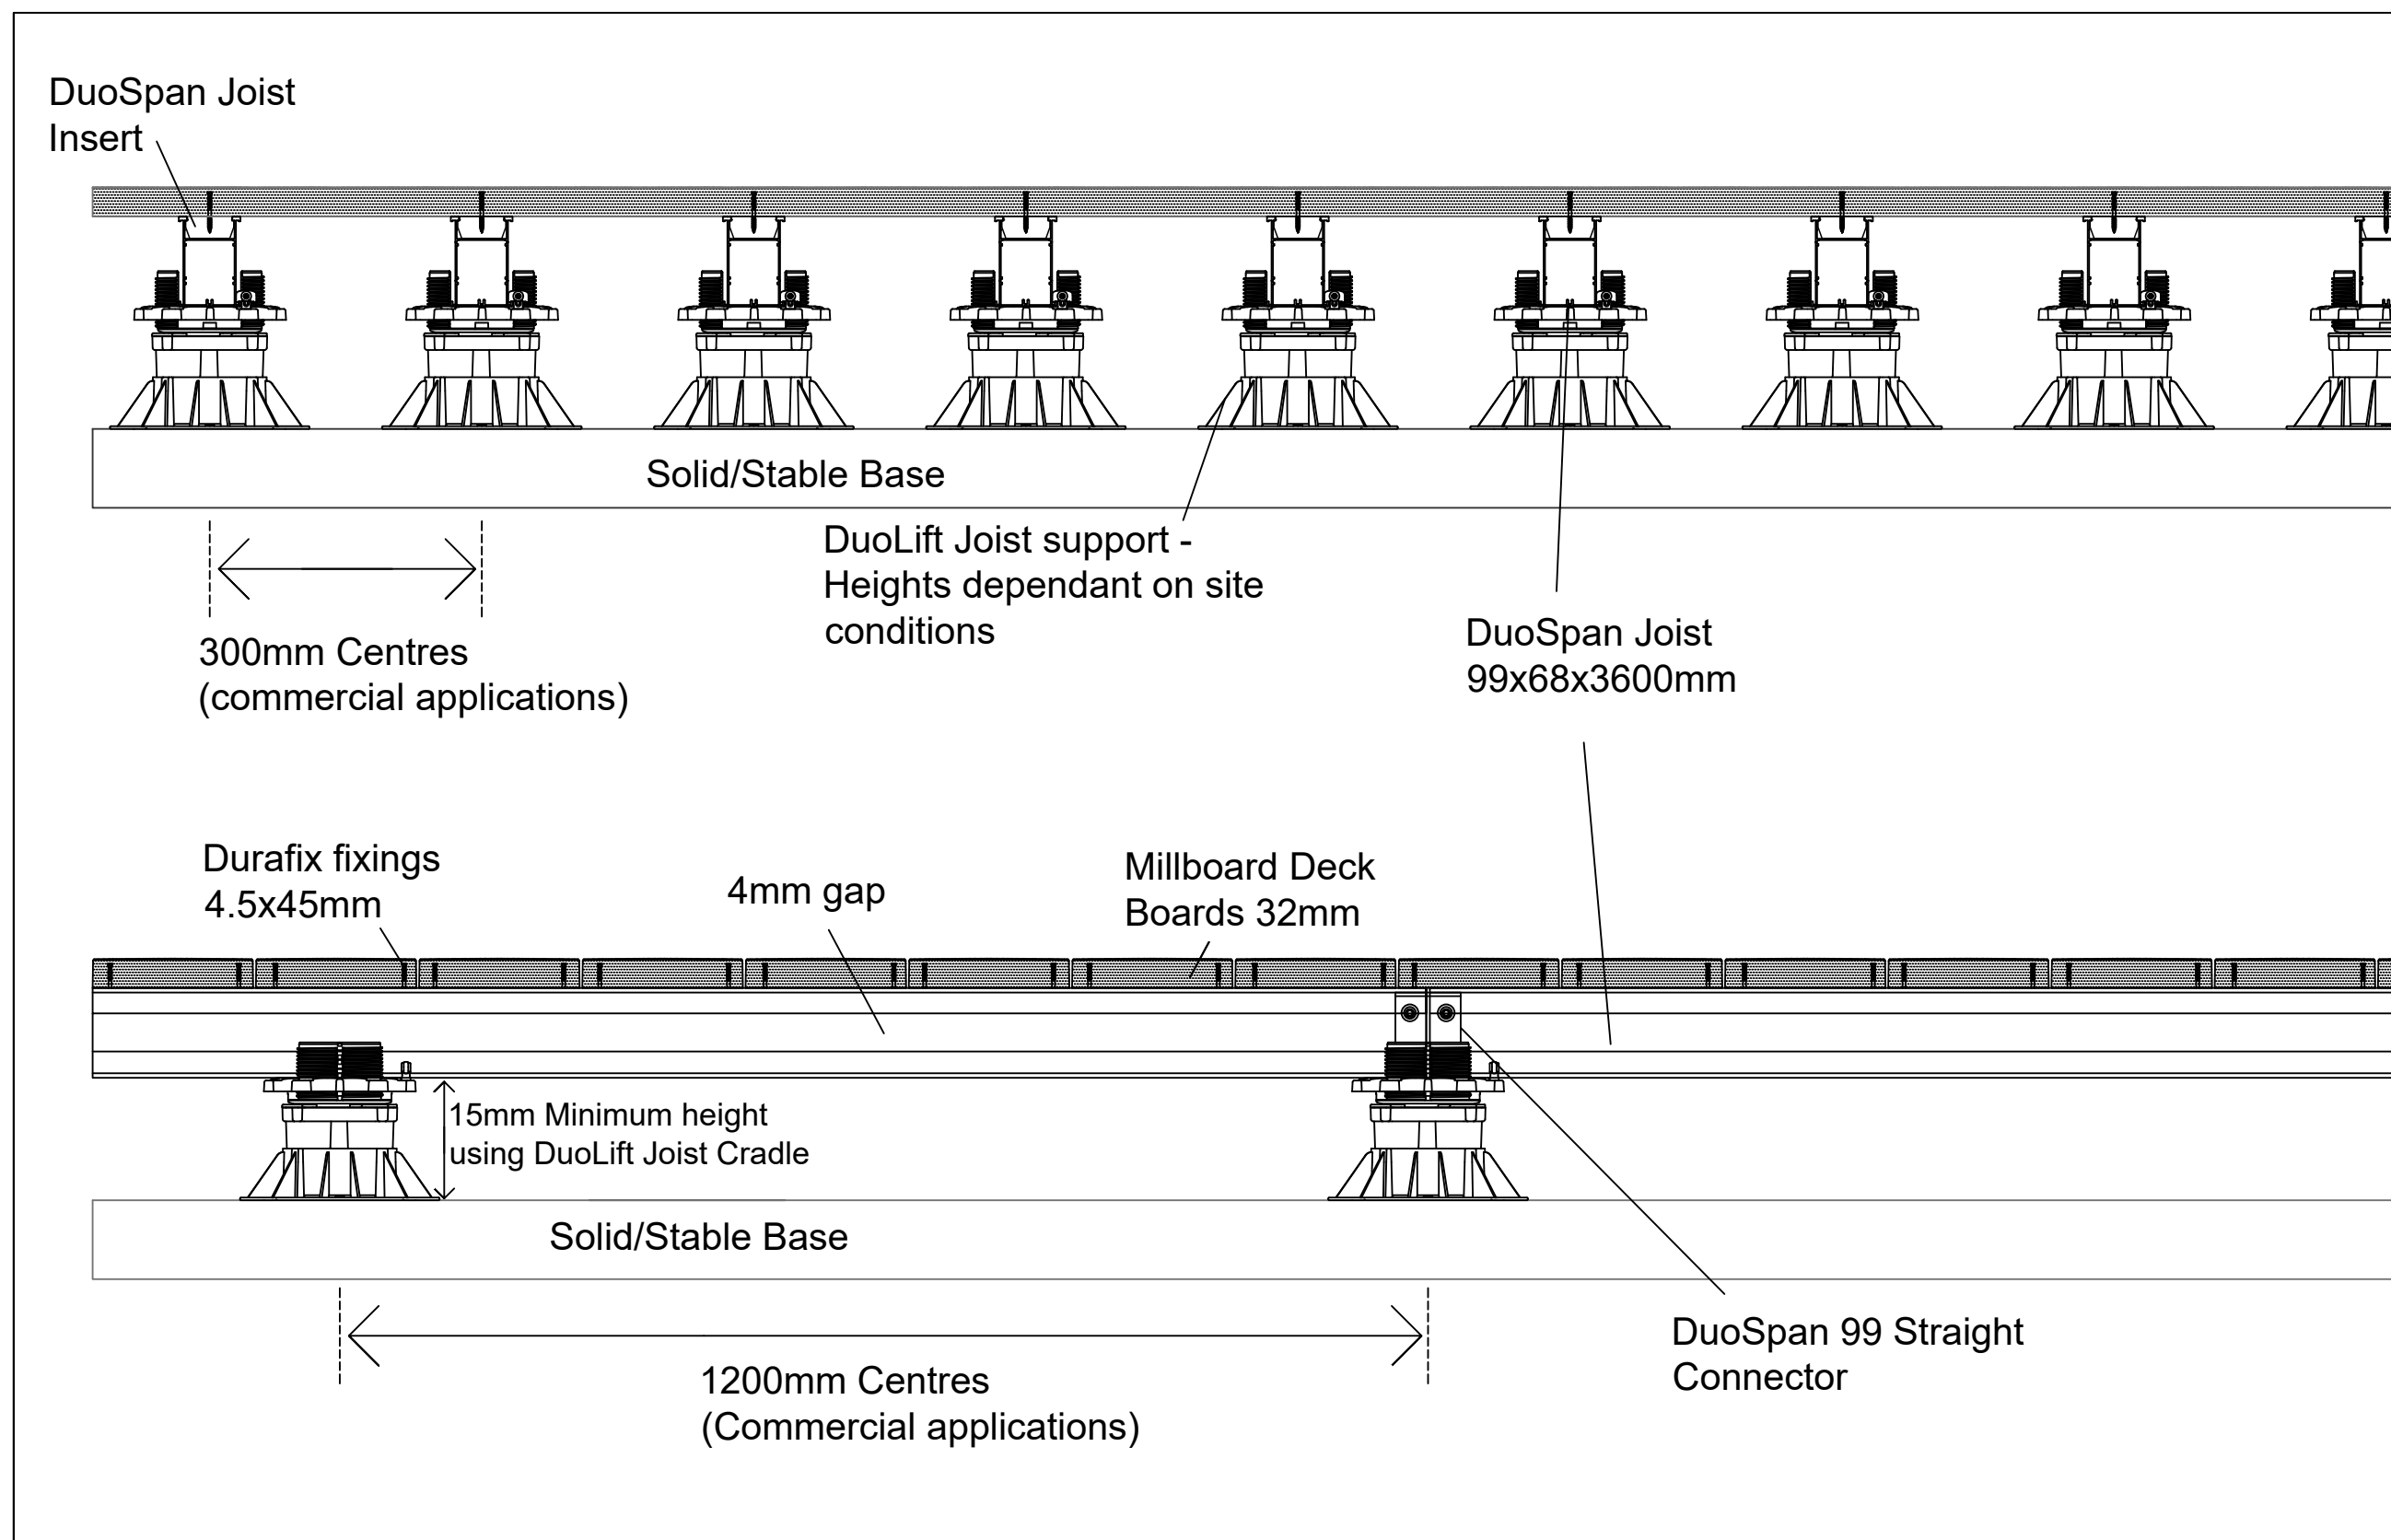 DuoSpan Joist
Insert
Solid/Stable Base
DuoLift Joist support -
Heights dependant on site
conditions
300mm Centres
(commercial applications)
DuoSpan Joist
99x68x3600mm
Durafix fixings
4.5x45mm
4mm gap
Millboard Deck
Boards 32mm
15mm Minimum height
using DuoLift Joist Cradle
Solid/Stable Base
DuoSpan 99 Straight
Connector
1200mm Centres
(Commercial applications)